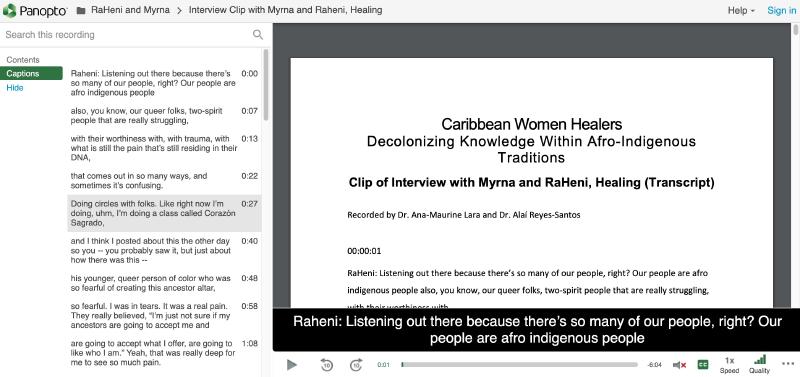 Panopto RaHeni and Myrna > Interview Clip with Myrna and Raheni, Healing Help Sign in
Search this recording
Contents
Captions
Hide
Raheni: Listening out there because there's 0:00
so many of our people, right? Our people are
afro indigenous people
also, you know, our queer folks, two-spirit 0:07
people that are really struggling,
with their worthiness with, with trauma, with 0:13
what is still the pain that's still residing in their
DNA,
that comes out in so many ways, and 0:22
sometimes it's confusing.
Doing circles with folks. Like right now I'm 0:27
doing, uhm, I'm doing a class called Corazón
Sagrado,
and I think I posted about this the other day 0:40
so you -- you probably saw it, but just about
how there was this --
his younger, queer person of color who was 0:48
so fearful of creating this ancestor altar,
so fearful. I was in tears. It was a real pain. 0:58
They really believed, "I'm just not sure if my
ancestors are going to accept me and
are going to accept what I offer, are going to 1:08
like who I am." Yeah, that was really deep for
me to see so much pain.
Caribbean Women Healers
Decolonizing Knowledge Within Afro-Indigenous
Traditions
Clip of Interview with Myrna and RaHeni, Healing (Transcript)
Recorded by Dr. Ana-Maurine Lara and Dr. Alaí Reyes-Santos
00:00:01
RaHeni: Listening out there because there's so many of our people, right? Our people are afro
indigenous people also, you know, our queer folks, two-spirit people that are really struggling,
with their worthiness with
Raheni: Listening out there because there's so many of our people, right? Our
people are afro indigenous people
10 10 0:01 -6:04 CC 1x
Speed Quality